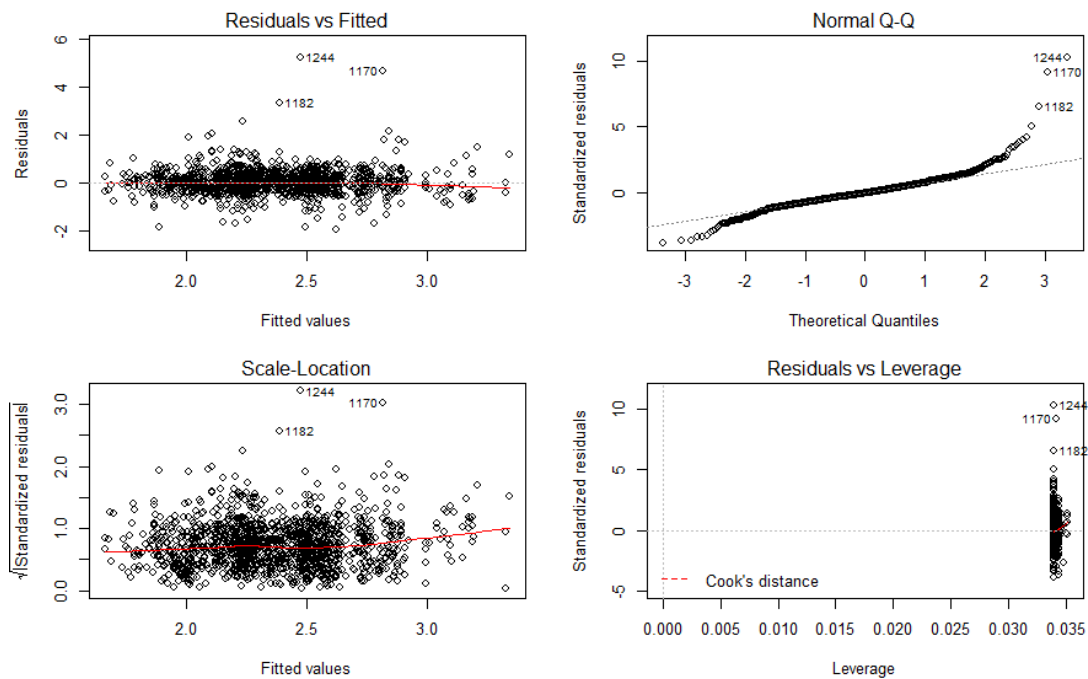 Residuals vs Fitted
6
4
2
0
-2
Residuals
1244
1170
1182
2.0 2.5 3.0
Fitted values
Normal Q-Q
10
5
0
Standardized residuals
1244
1170
1182
-3 -2 -1 0 1 2 3
Theoretical Quantiles
Scale-Location
3.0
2.0
1.0
0.0
√|Standardized residuals|
1244
1170
1182
2.0 2.5 3.0
Fitted values
Residuals vs Leverage
10
5
0
-5
Standardized residuals
1244
1170
1182
Cook's distance
0.000 0.005 0.010 0.015 0.020 0.025 0.030 0.035
Leverage